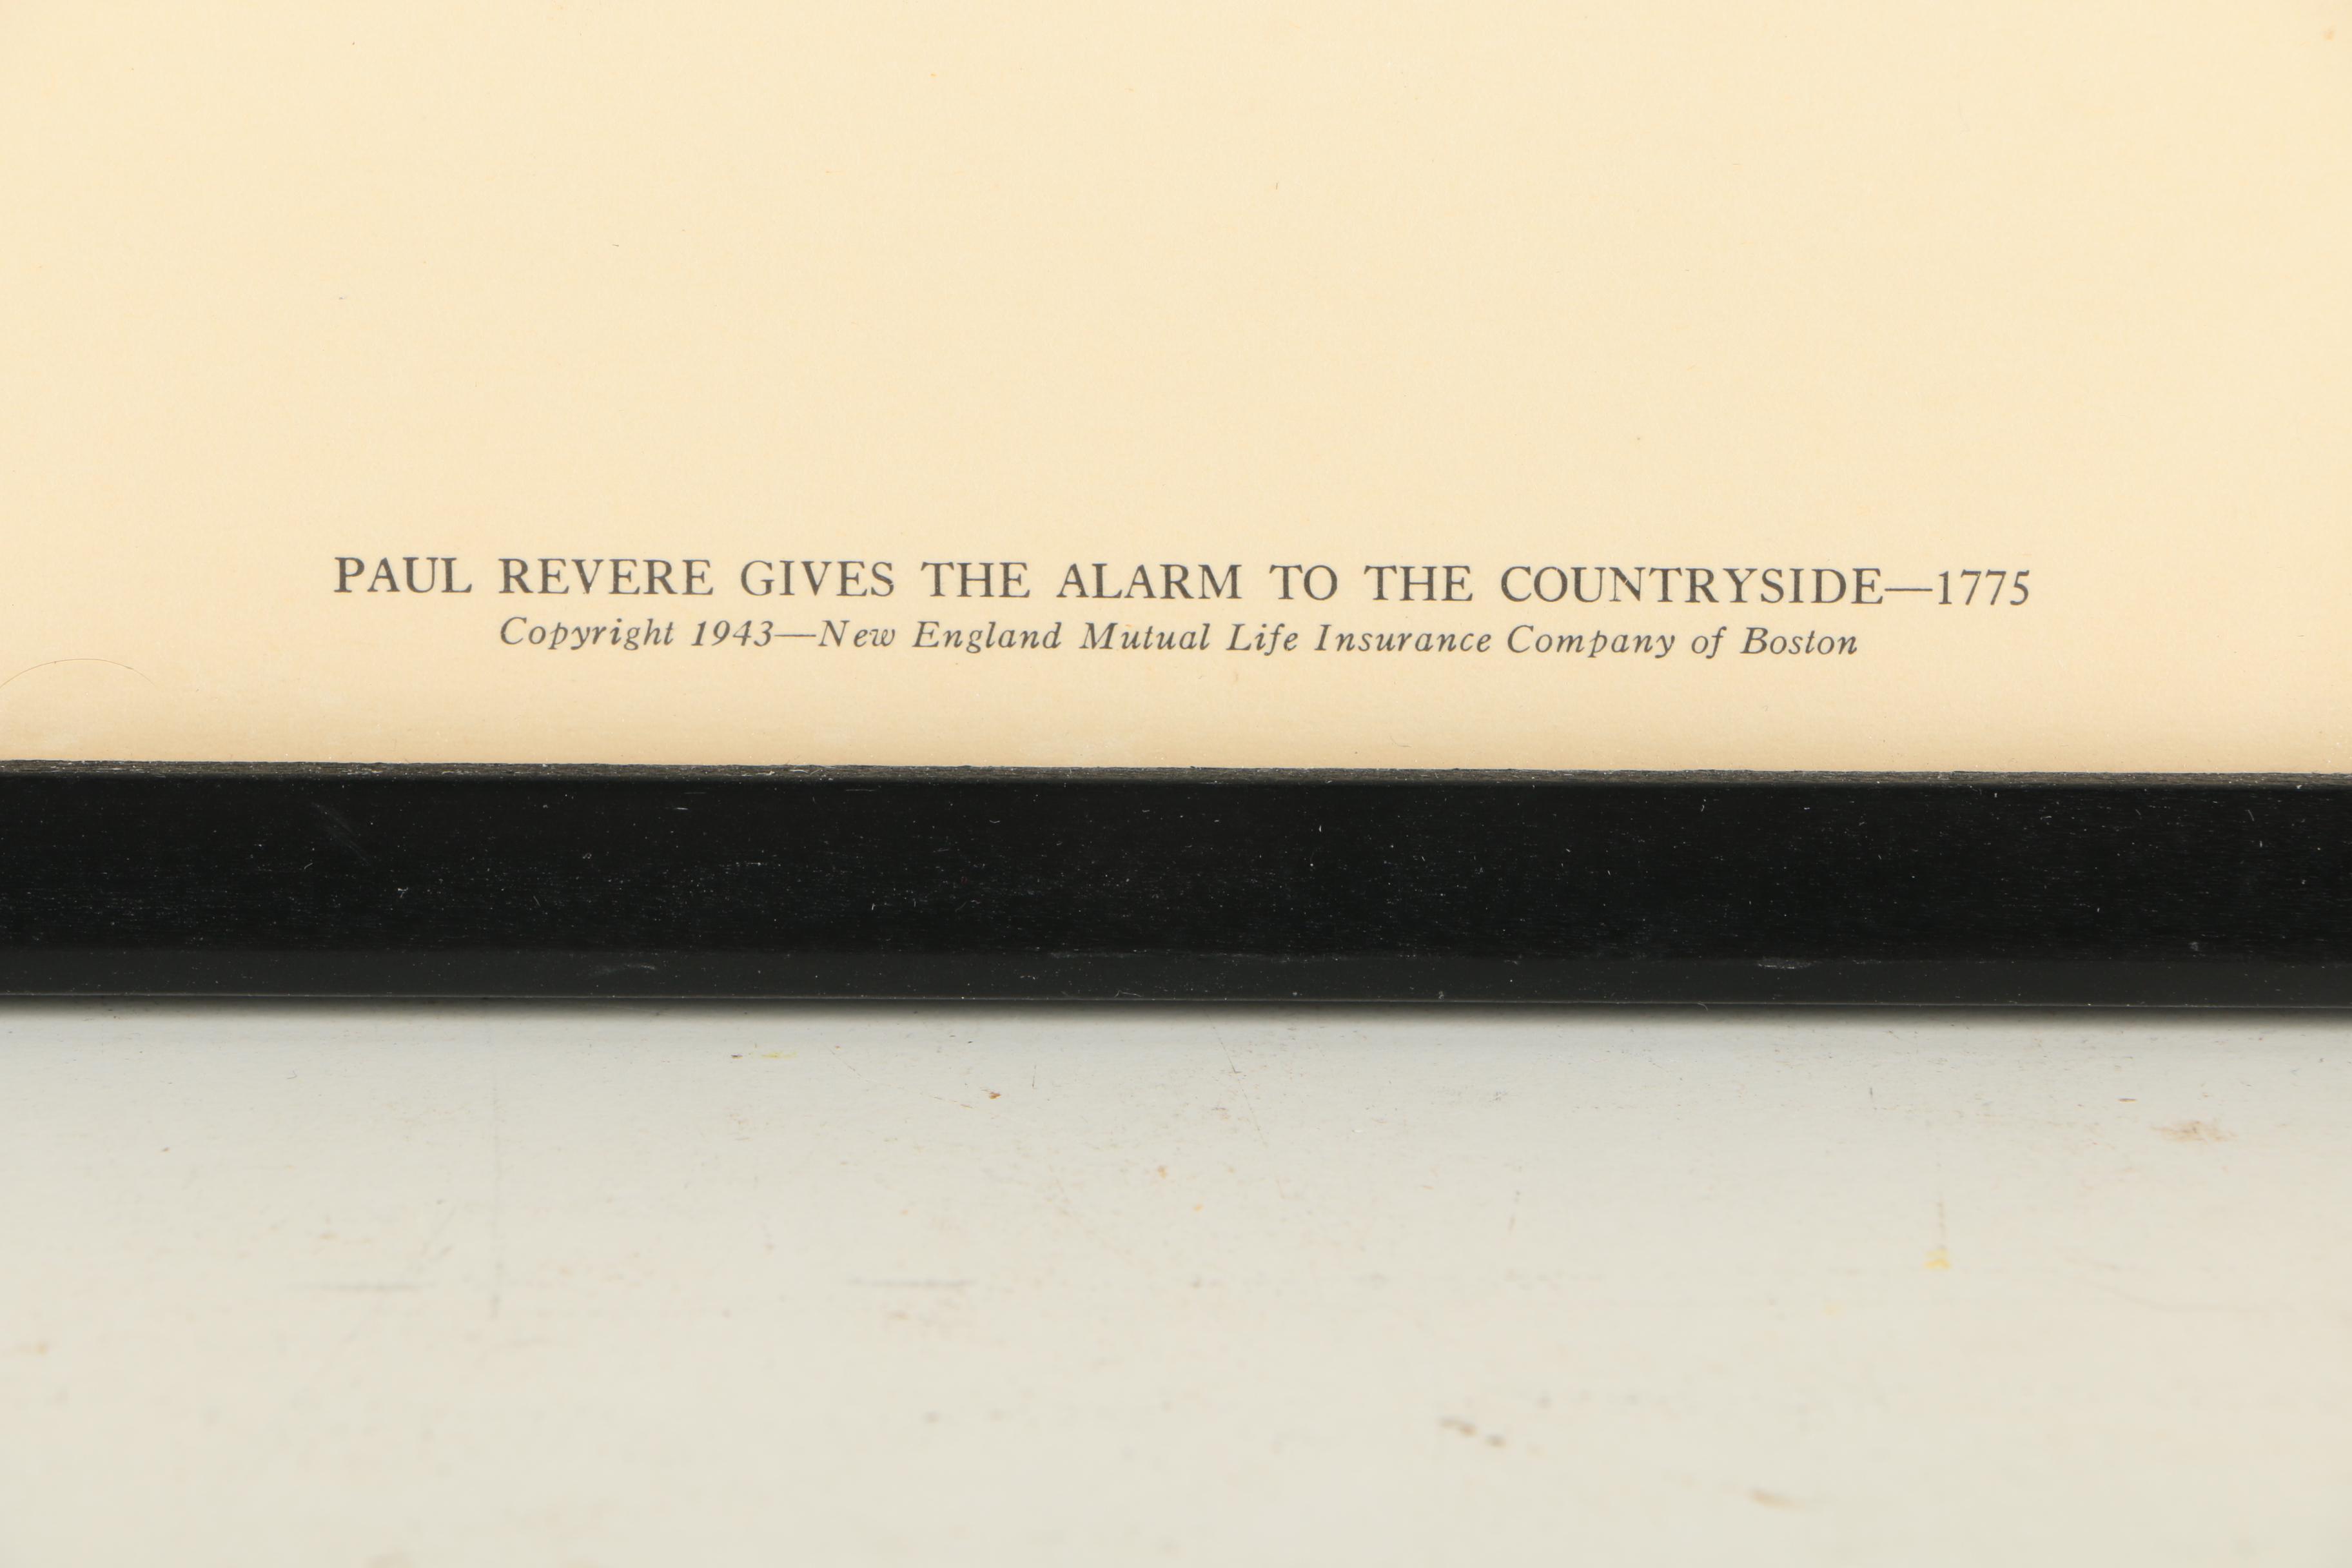 PAUL REVERE GIVES THE ALARM TO THE COUNTRYSIDE—1775
Copyright 1943—New England Mutual Life Insurance Company of Boston